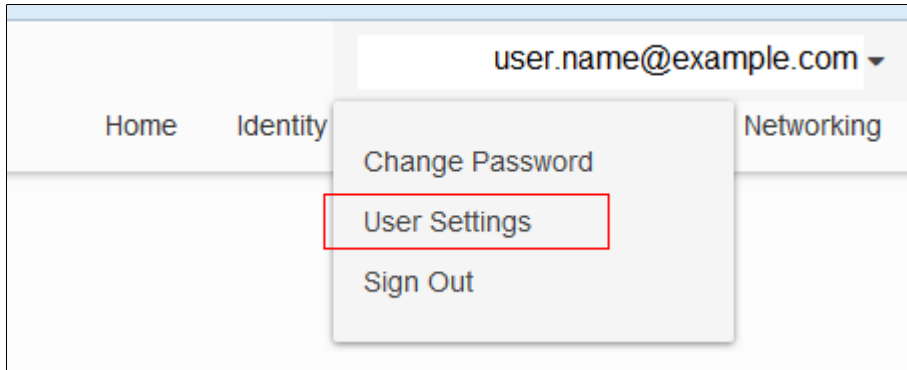 user.name@example.com
Home Identity Networking
Change Password
User Settings
Sign Out